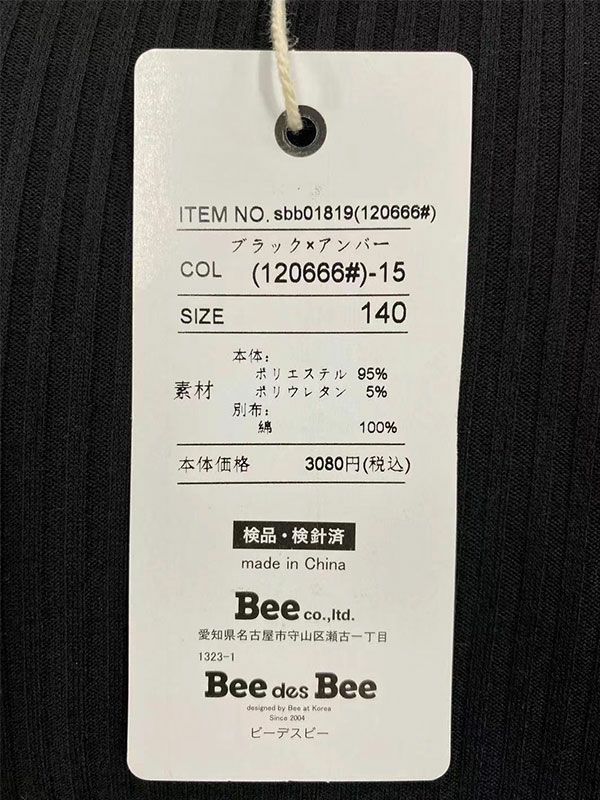 ITEM NO. sbb01819(120666#)
ブラック×アンバー
COL (120666#)-15
SIZE 140
本体:
ポリエステル 95%
素材 ポリウレタン 5%
別布:
綿 100%
本体価格 3080円(税込)
検品・検針済
made in China
Bee co.,ltd.
愛知県名古屋市守山区瀬古一丁目
1323-1
Bee des Bee
designed by Bee at Korea
Since 2004
ビーデスビー